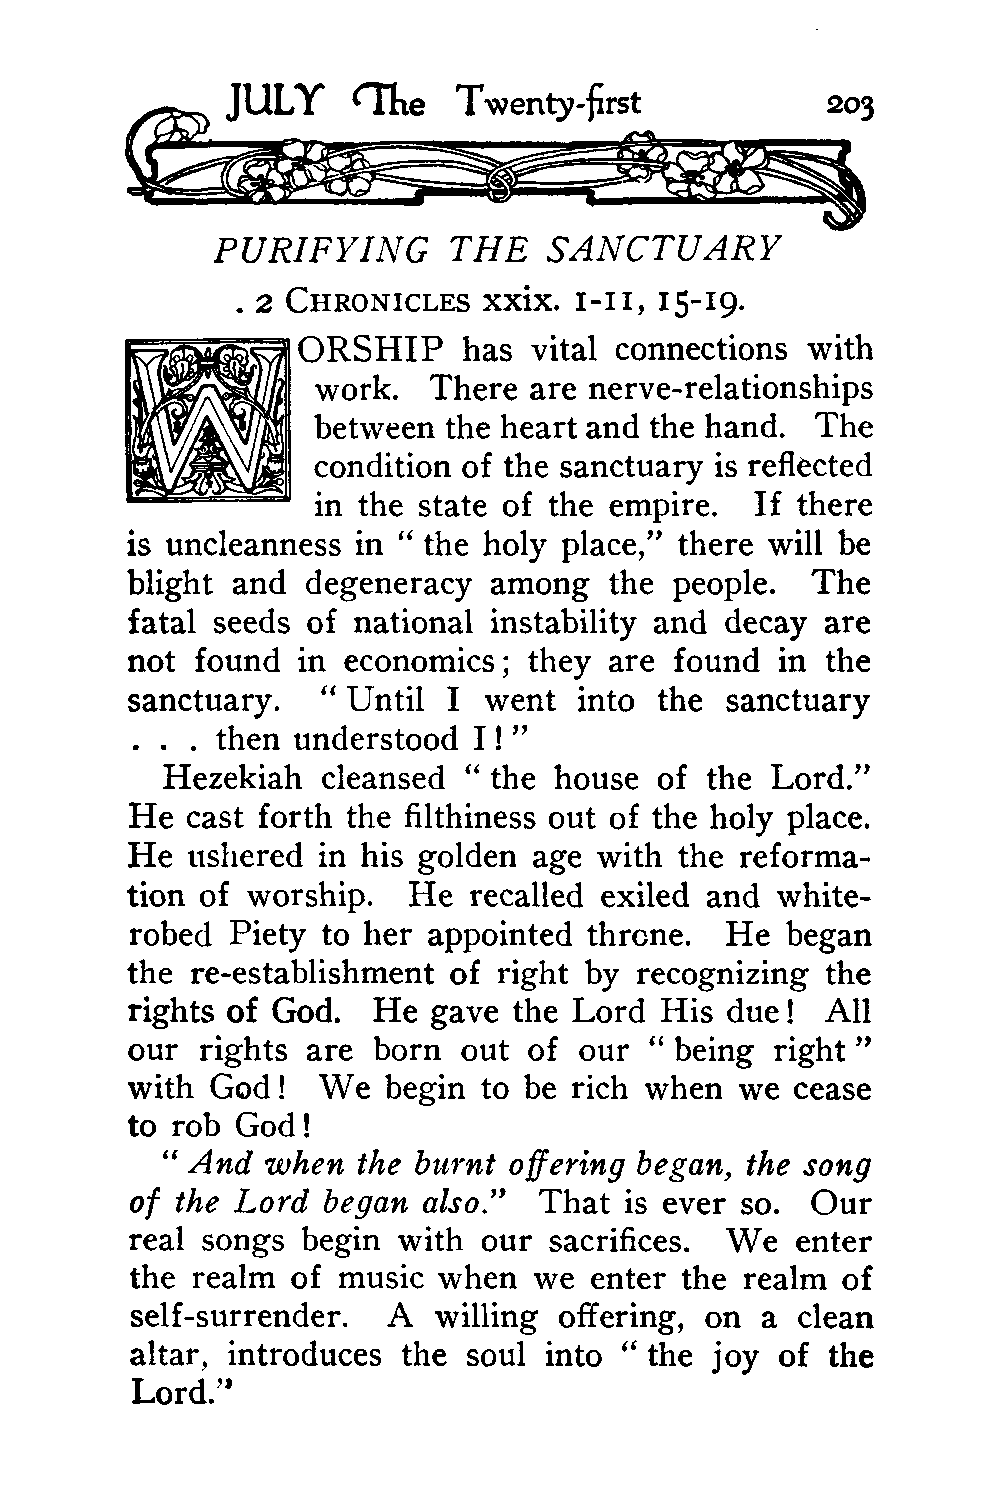 JULY The Twenty-first 203
PURIFYING THE SANCTUARY
. 2 CHRONICLES xxix. 1-11, 15-19.
WORSHIP has vital connections with
work. There are nerve-relationships
between the heart and the hand. The
condition of the sanctuary is reflected
in the state of the empire. If there
is uncleanness in “ the holy place,” there will be
blight and degeneracy among the people. The
fatal seeds of national instability and decay are
not found in economics; they are found in the
sanctuary. “ Until I went into the sanctuary
. . . then understood I ! ”
Hezekiah cleansed “ the house of the Lord.”
He cast forth the filthiness out of the holy place.
He ushered in his golden age with the reforma-
tion of worship. He recalled exiled and white-
robed Piety to her appointed throne. He began
the re-establishment of right by recognizing the
rights of God. He gave the Lord His due ! All
our rights are born out of our “ being right ”
with God ! We begin to be rich when we cease
to rob God !
“ And when the burnt offering began, the song
of the Lord began also.” That is ever so. Our
real songs begin with our sacrifices. We enter
the realm of music when we enter the realm of
self-surrender. A willing offering, on a clean
altar, introduces the soul into “ the joy of the
Lord.”